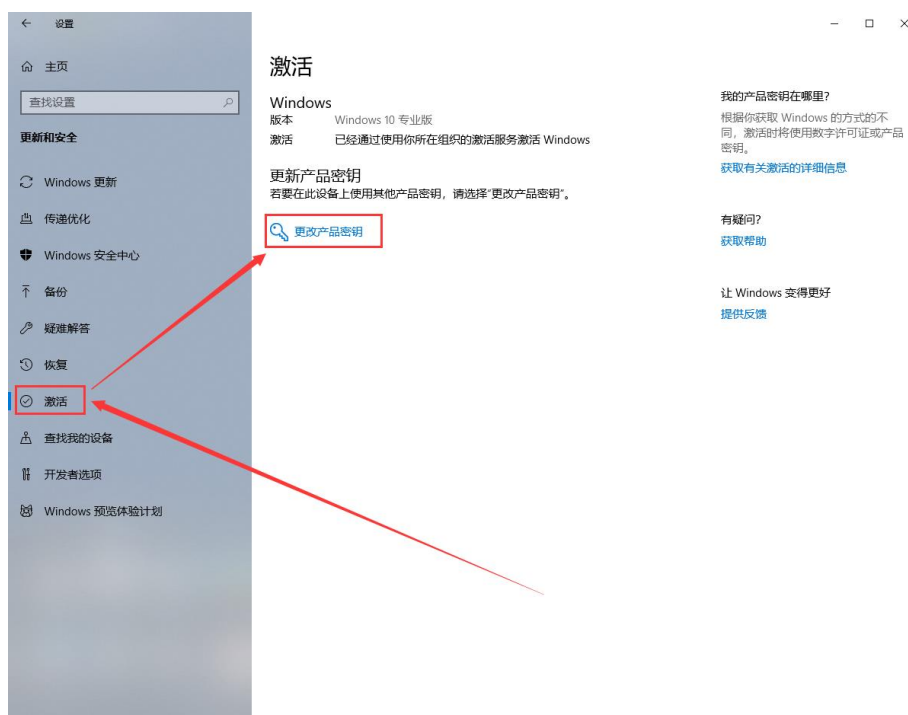 设置
主页
查找设置
更新和安全
Windows 更新
传递优化
Windows 安全中心
备份
疑难解答
恢复
激活
查找我的设备
开发者选项
Windows 预览体验计划
激活
Windows
版本 Windows 10 专业版
激活 已经通过使用你所在组织的激活服务激活 Windows
更新产品密钥
若要在此设备上使用其他产品密钥，请选择“更改产品密钥”。
更改产品密钥
我的产品密钥在哪里?
根据你获取 Windows 的方式的不
同，激活时将使用数字许可证或产品
密钥。
获取有关激活的详细信息
有疑问?
获取帮助
让 Windows 变得更好
提供反馈